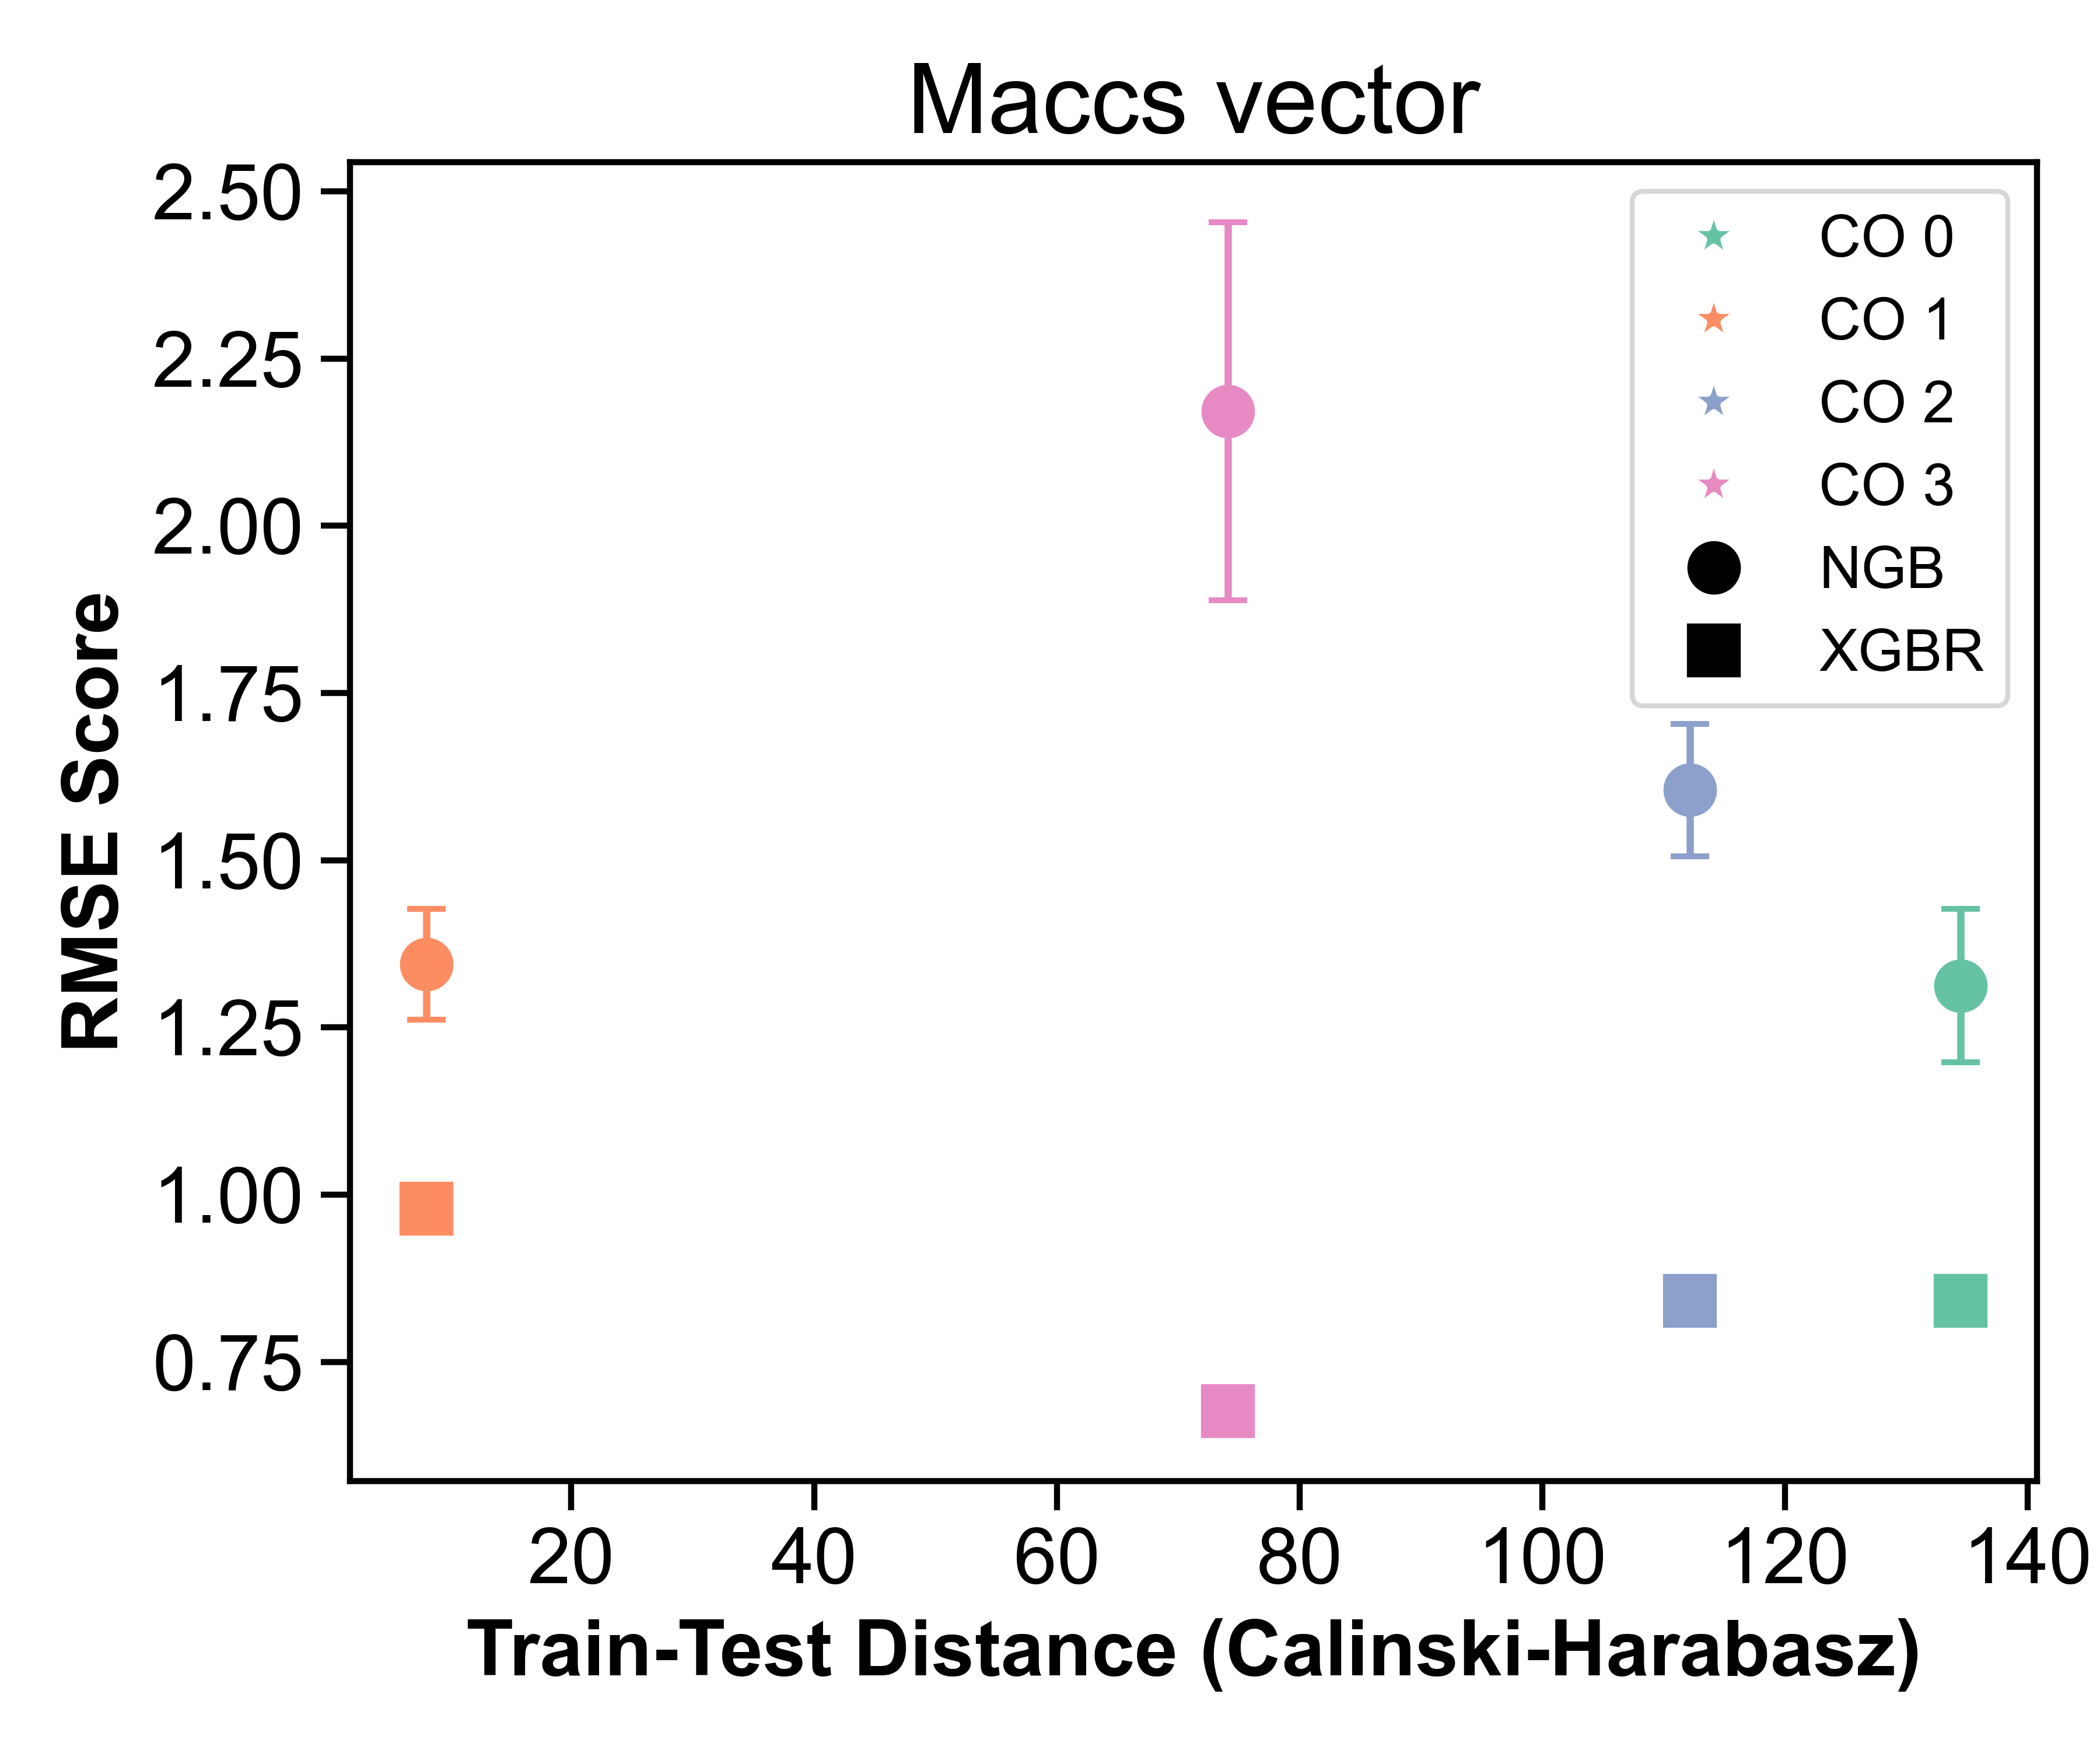 Maccs vector
2.50
2.25
2.00
1.75
1.50
1.25
1.00
0.75
RMSE Score
CO 0
CO 1
CO 2
CO 3
NGB
XGBR
20 40 60 80 100 120 140
Train-Test Distance (Calinski-Harabasz)